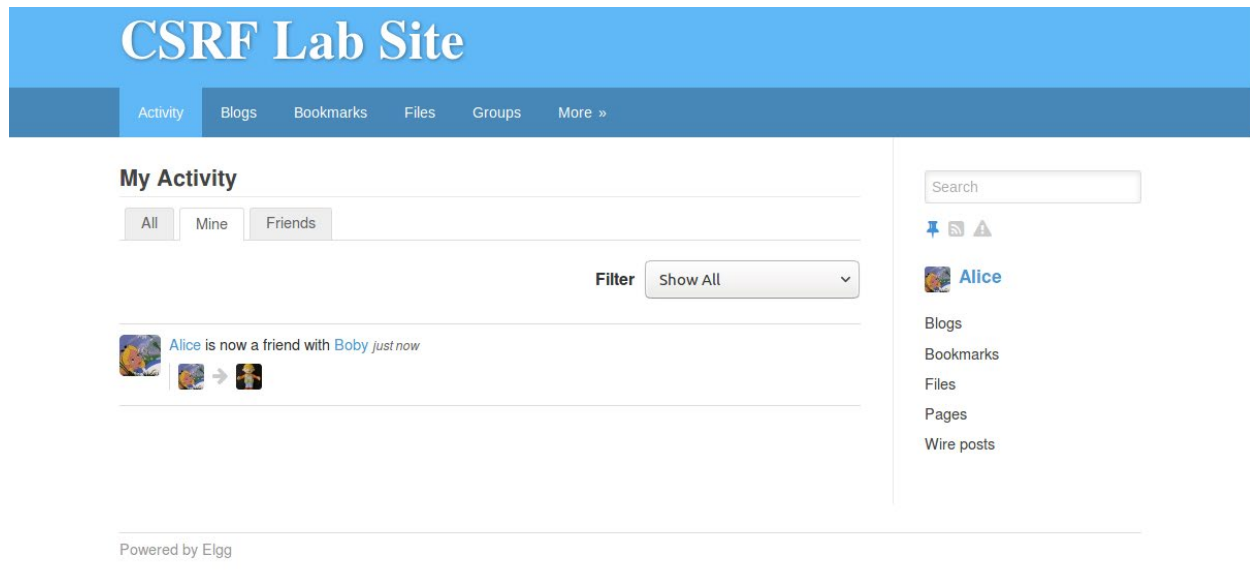 CSRF Lab Site
Activity Blogs Bookmarks Files Groups More »
My Activity
All Mine Friends
Filter Show All
Alice is now a friend with Boby just now
Search
Alice
Blogs
Bookmarks
Files
Pages
Wire posts
Powered by Elgg